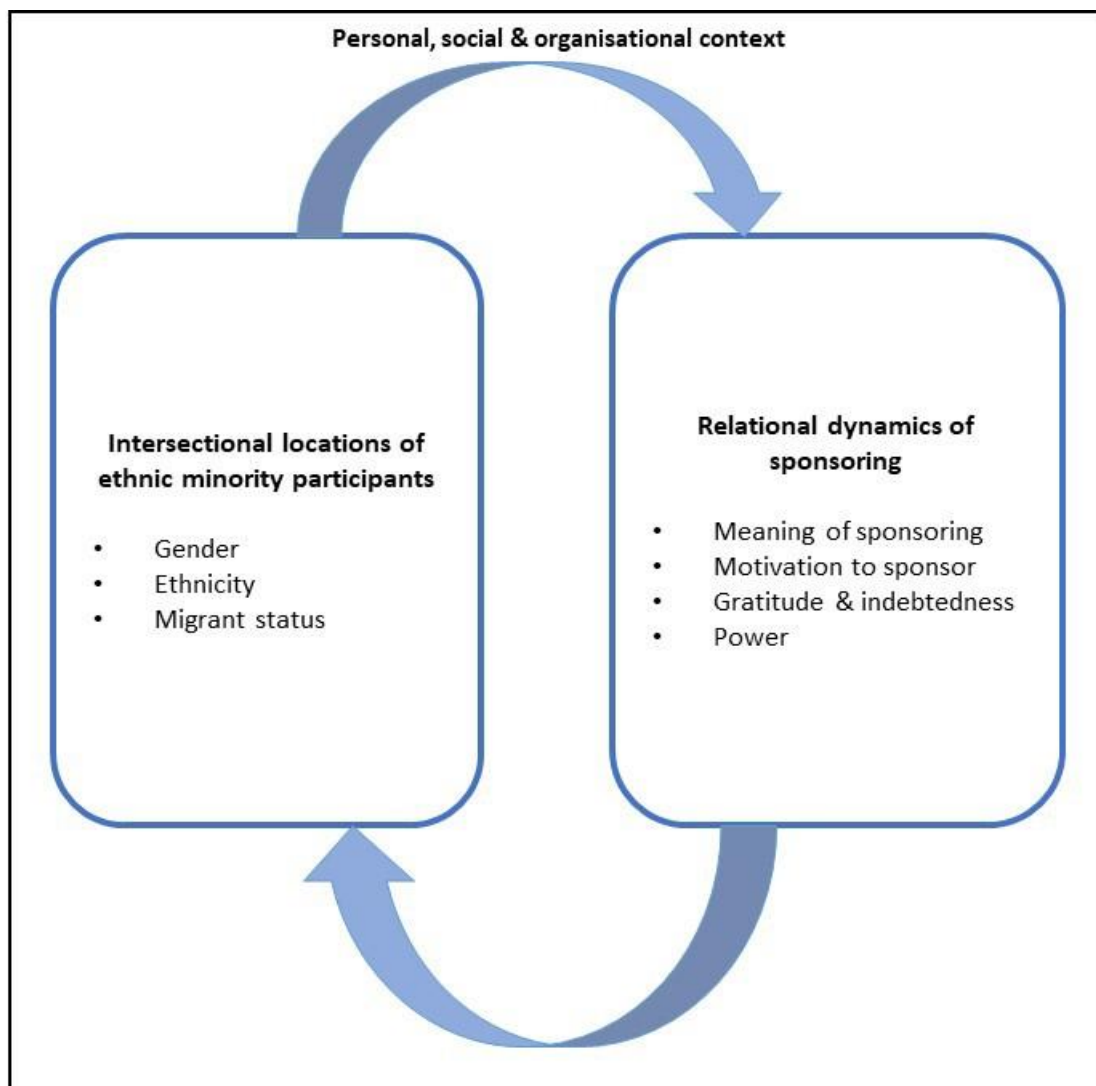 Personal, social & organisational context
Intersectional locations of
ethnic minority participants
• Gender
• Ethnicity
• Migrant status
Relational dynamics of
sponsoring
• Meaning of sponsoring
• Motivation to sponsor
• Gratitude & indebtedness
• Power